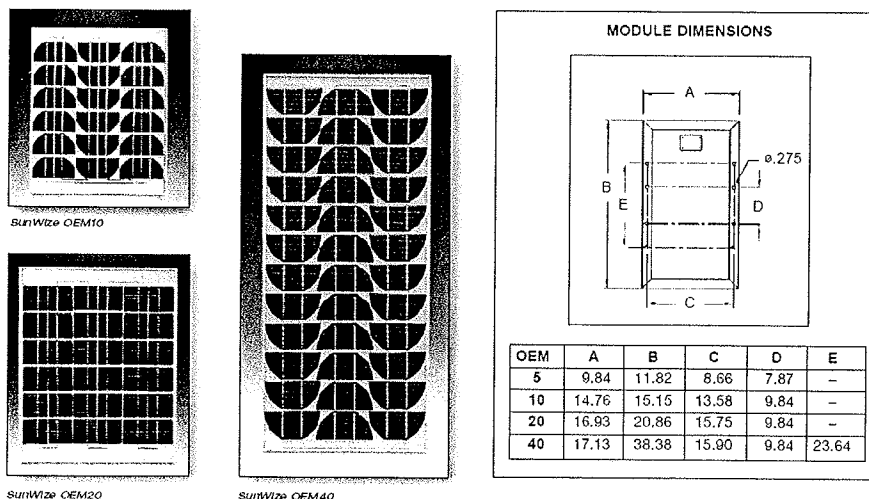 SunWize OEM10
SunWize OEM20
SunWize OEM40
MODULE DIMENSIONS
A
ø.275
B
E
D
C
OEM A B C D E
5 9.84 11.82 8.66 7.87 –
10 14.76 15.15 13.58 9.84 –
20 16.93 20.86 15.75 9.84 –
40 17.13 38.38 15.90 9.84 23.64